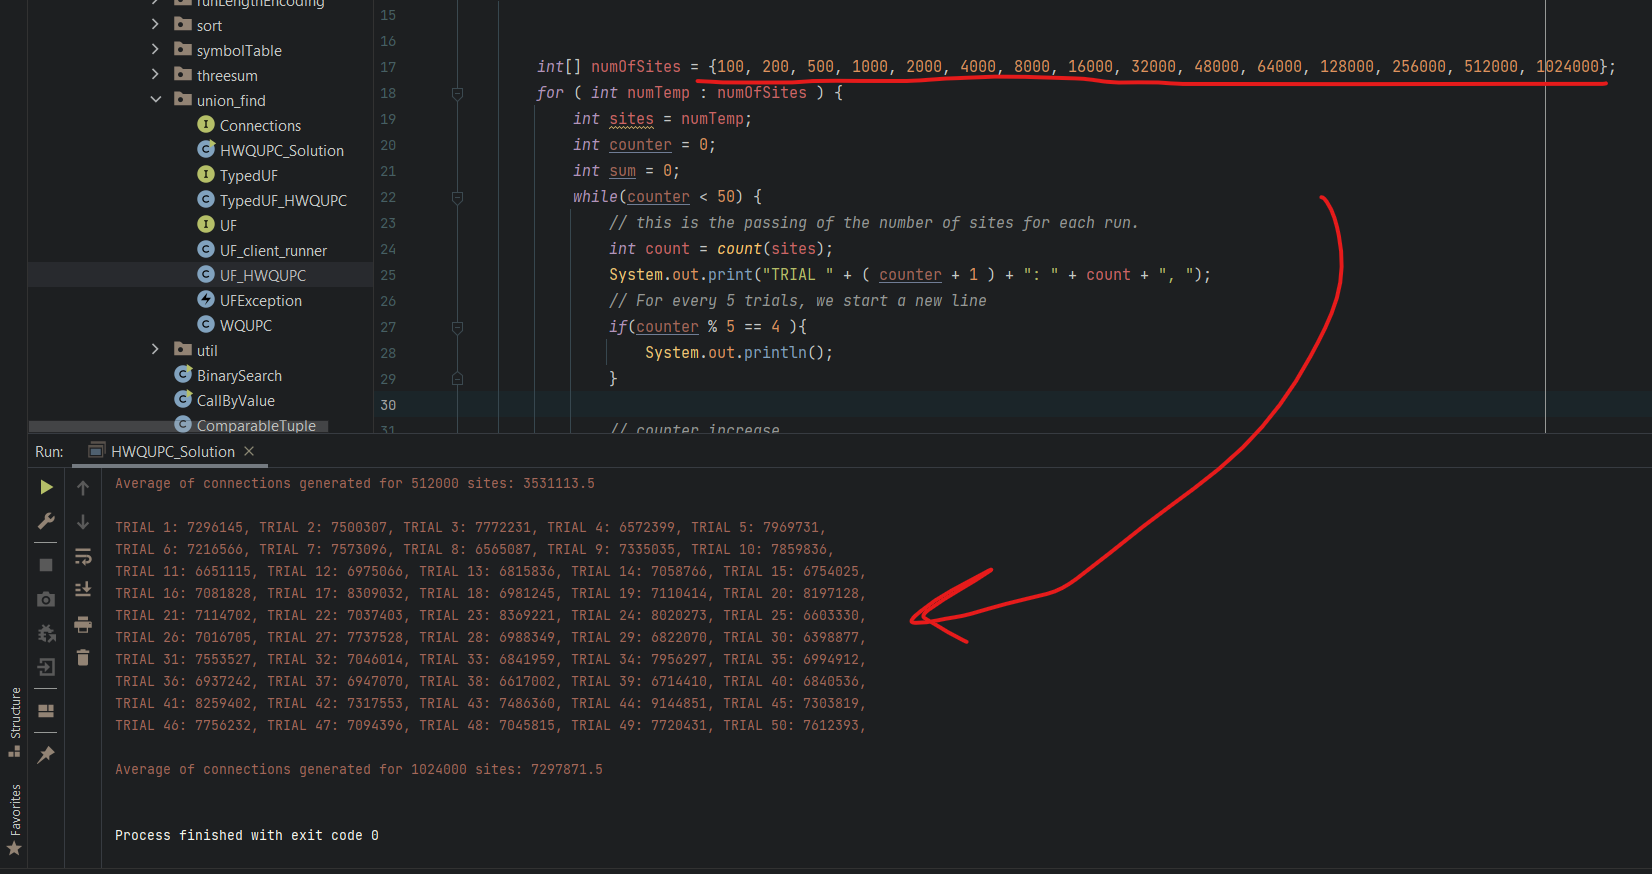 runLengthEncoding
sort
symbolTable
threesum
union_find
Connections
HWQUPC_Solution
TypedUF
TypedUF_HWQUPC
UF
UF_client_runner
UF_HWQUPC
UFException
WQUPC
util
BinarySearch
CallByValue
ComparableTuple
15
16
17 int[] numOfSites = {100, 200, 500, 1000, 2000, 4000, 8000, 16000, 32000, 48000, 64000, 128000, 256000, 512000, 1024000};
18 for ( int numTemp : numOfSites ) {
19 int sites = numTemp;
20 int counter = 0;
21 int sum = 0;
22 while(counter < 50) {
23 // this is the passing of the number of sites for each run.
24 int count = count(sites);
25 System.out.print("TRIAL " + ( counter + 1 ) + ": " + count + ", ");
26 // For every 5 trials, we start a new line
27 if(counter % 5 == 4 ){
28 System.out.println();
29 }
30
31 // counter increase
Run: HWQUPC_Solution
Average of connections generated for 512000 sites: 3531113.5
TRIAL 1: 7296145, TRIAL 2: 7500307, TRIAL 3: 7772231, TRIAL 4: 6572399, TRIAL 5: 7969731,
TRIAL 6: 7216566, TRIAL 7: 7573096, TRIAL 8: 6565087, TRIAL 9: 7335035, TRIAL 10: 7859836,
TRIAL 11: 6651115, TRIAL 12: 6975066, TRIAL 13: 6815836, TRIAL 14: 7058766, TRIAL 15: 6754025,
TRIAL 16: 7081828, TRIAL 17: 8309032, TRIAL 18: 6981245, TRIAL 19: 7110414, TRIAL 20: 8197128,
TRIAL 21: 7114702, TRIAL 22: 7037403, TRIAL 23: 8369221, TRIAL 24: 8020273, TRIAL 25: 6603330,
TRIAL 26: 7016705, TRIAL 27: 7737528, TRIAL 28: 6988349, TRIAL 29: 6822070, TRIAL 30: 6398877,
TRIAL 31: 7553527, TRIAL 32: 7046014, TRIAL 33: 6841959, TRIAL 34: 7956297, TRIAL 35: 6994912,
TRIAL 36: 6937242, TRIAL 37: 6947070, TRIAL 38: 6617002, TRIAL 39: 6714410, TRIAL 40: 6840536,
TRIAL 41: 8259402, TRIAL 42: 7317553, TRIAL 43: 7486360, TRIAL 44: 9144851, TRIAL 45: 7303819,
TRIAL 46: 7756232, TRIAL 47: 7094396, TRIAL 48: 7045815, TRIAL 49: 7720431, TRIAL 50: 7612393,
Average of connections generated for 1024000 sites: 7297871.5
Process finished with exit code 0
Structure
Favorites